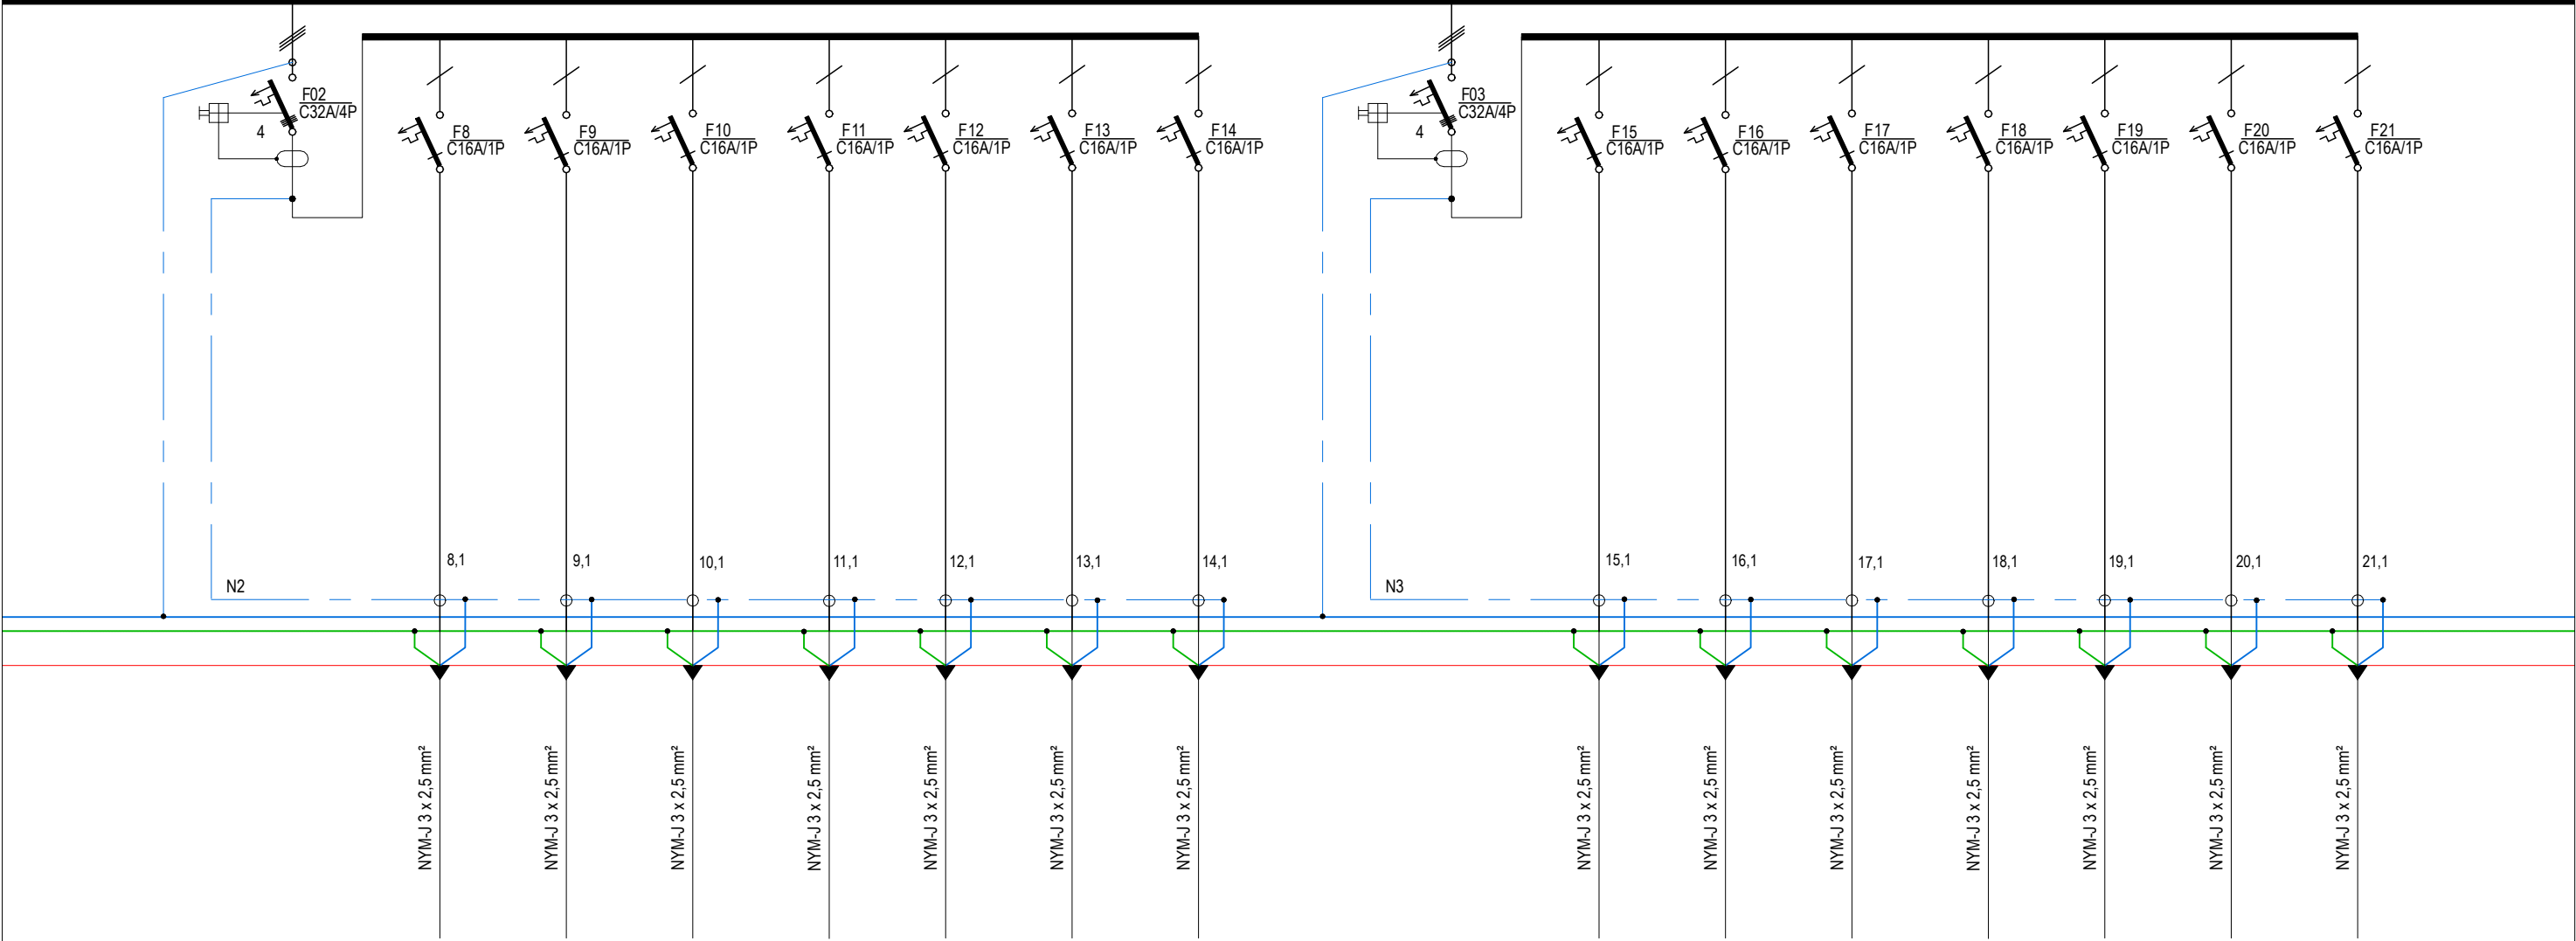 F02
C32A/4P
4
F8
C16A/1P
F9
C16A/1P
F10
C16A/1P
F11
C16A/1P
F12
C16A/1P
F13
C16A/1P
F14
C16A/1P
F03
C32A/4P
4
F15
C16A/1P
F16
C16A/1P
F17
C16A/1P
F18
C16A/1P
F19
C16A/1P
F20
C16A/1P
F21
C16A/1P
N2
8,1
9,1
10,1
11,1
12,1
13,1
14,1
N3
15,1
16,1
17,1
18,1
19,1
20,1
21,1
NYM-J 3 x 2,5 mm²
NYM-J 3 x 2,5 mm²
NYM-J 3 x 2,5 mm²
NYM-J 3 x 2,5 mm²
NYM-J 3 x 2,5 mm²
NYM-J 3 x 2,5 mm²
NYM-J 3 x 2,5 mm²
NYM-J 3 x 2,5 mm²
NYM-J 3 x 2,5 mm²
NYM-J 3 x 2,5 mm²
NYM-J 3 x 2,5 mm²
NYM-J 3 x 2,5 mm²
NYM-J 3 x 2,5 mm²
NYM-J 3 x 2,5 mm²